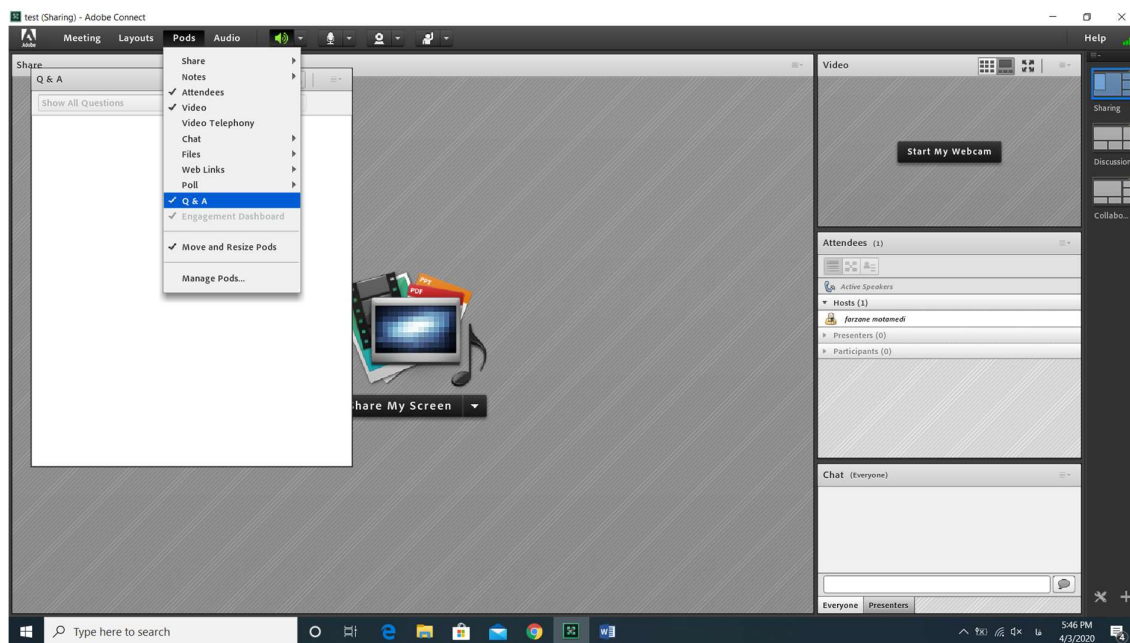 test (Sharing) - Adobe Connect
Adobe
Meeting Layouts Pods Audio Help
Share
Q & A
Show All Questions
Share
Notes
Attendees
Video
Video Telephony
Chat
Files
Web Links
Poll
Q & A
Engagement Dashboard
Move and Resize Pods
Manage Pods...
PPT
PDF
Share My Screen
Video
Start My Webcam
Attendees (1)
Active Speakers
Hosts (1)
farzane motamedi
Presenters (0)
Participants (0)
Chat (Everyone)
Everyone Presenters
Sharing
Discussion
Collabo...
Type here to search
5:46 PM
4/3/2020
4